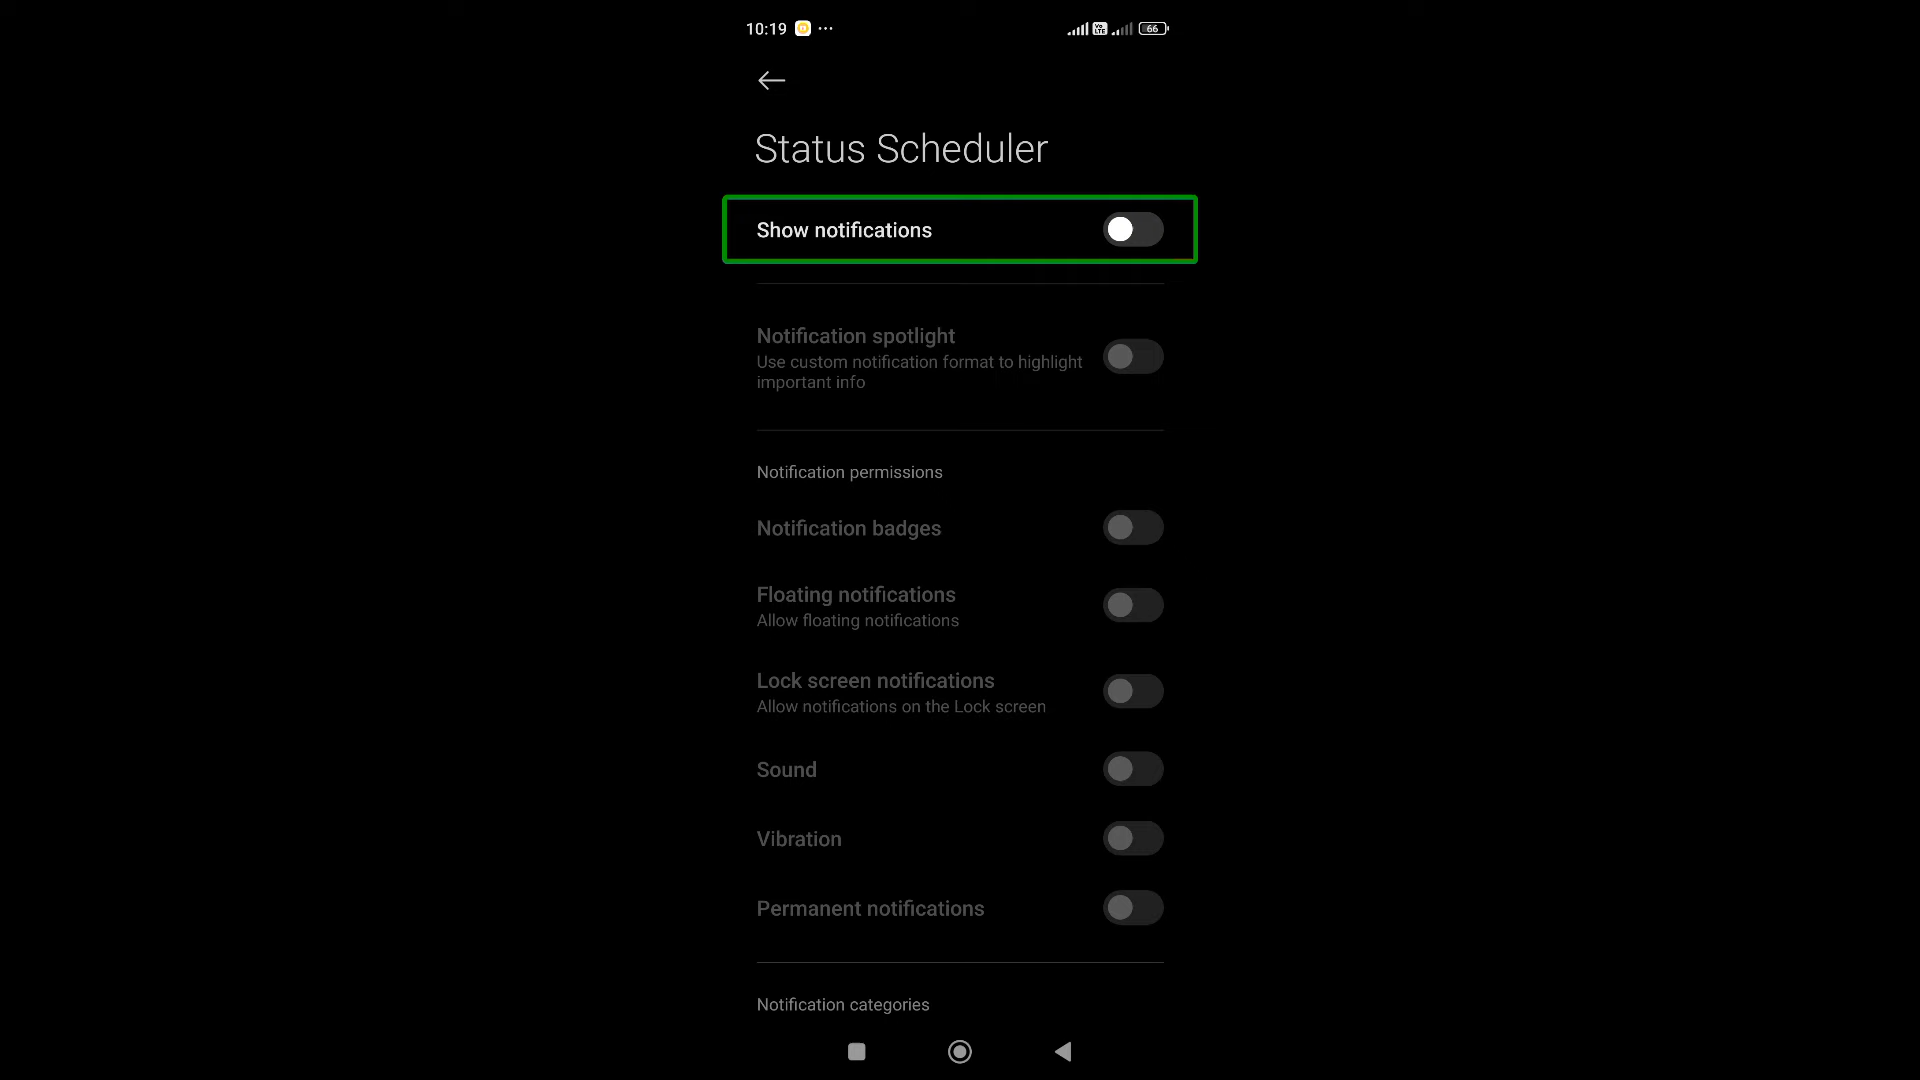 10:19 ... Vo LTE 66
Status Scheduler
Show notifications
Notification spotlight
Use custom notification format to highlight
important info
Notification permissions
Notification badges
Floating notifications
Allow floating notifications
Lock screen notifications
Allow notifications on the Lock screen
Sound
Vibration
Permanent notifications
Notification categories